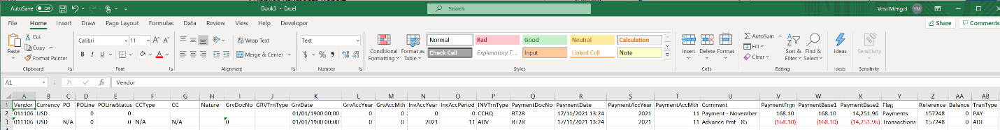 AutoSave Off Book3 - Excel Search Vera Mengel VM
File Home Insert Draw Page Layout Formulas Data Review View Help Developer Share Comments
Cut Calibri 11 Wrap Text Text Normal Bad Good Neutral Calculation AutoSum
Paste Copy Format Painter B I U Merge & Center $ % Conditional Formatting Format as Table Check Cell Explanatory T... Input Linked Cell Note Insert Delete Format Fill Clear Sort & Filter Find & Select Ideas Sensitivity
Clipboard Font Alignment Number Styles Cells Editing Ideas Sensitivity
A1 fx Vendor
A B C D E F G H I J K L M N O P Q R S T U V W X Y Z AA AB
1 Vendor Currency PO POLine POLineStatus CCType CC Nature GrvDocNo GRVTrnType GrvDate GrvAccYear GrvAccMth InvAccYear InvAccPeriod INVTrnType PaymentDocNo PaymentDate PaymentAccYear PaymentAccMth Comment PaymentFrgn PaymentBase1 PaymentBase2 Flag Reference Balance TranType
2 011106 USD 0 0 0 01/01/1900 00:00 0 0 0 0 CCHQ BT28 17/11/2021 13:24 2021 11 Payment - November 168.10 168.10 14,251.96 Payments 157248 0 PAY
3 011106 USD N/A 0 0 N/A N/A 0 01/01/1900 00:00 0 0 2021 11 ADV BT28 17/11/2021 13:24 2021 11 Advance Pmt - 85 (168.10) (168.10) (14,251.96) Transactions 157248 0 ADJ